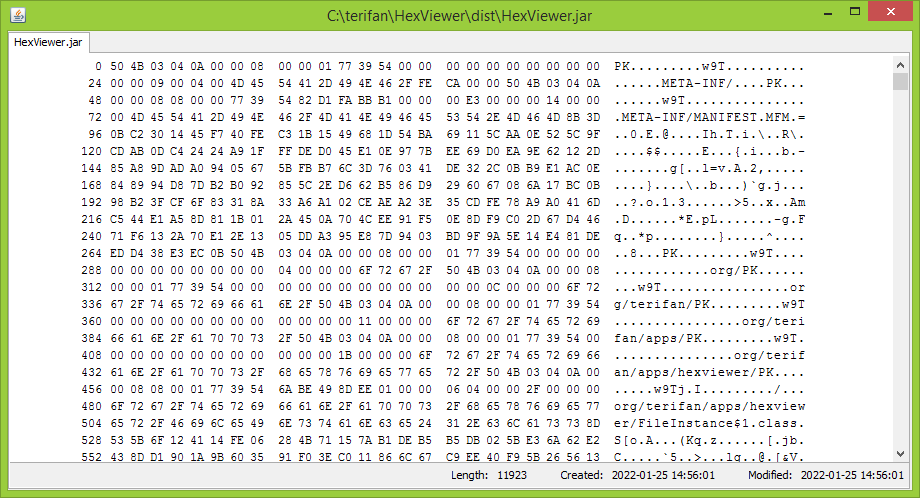 C:\terifan\HexViewer\dist\HexViewer.jar
HexViewer.jar
0 50 4B 03 04 0A 00 00 08 00 00 01 77 39 54 00 00 00 00 00 00 00 00 00 00 PK.........w9T..........
24 00 00 09 00 04 00 4D 45 54 41 2D 49 4E 46 2F FE CA 00 00 50 4B 03 04 0A ......META-INF/....PK...
48 00 00 08 08 00 00 77 39 54 82 D1 FA BB B1 00 00 00 E3 00 00 00 14 00 00 ......w9T...............
72 00 4D 45 54 41 2D 49 4E 46 2F 4D 41 4E 49 46 45 53 54 2E 4D 46 4D 8B 3D .META-INF/MANIFEST.MFM.=
96 0B C2 30 14 45 F7 40 FE C3 1B 15 49 68 1D 54 BA 69 11 5C AA 0E 52 5C 9F ..0.E.@....Ih.T.i.\..R\.
120 CD AB 0D C4 24 24 A9 1F FF DE D0 45 E1 0E 97 7B EE 69 D0 EA 9E 62 12 2D ....$$.....E...{.i...b.-
144 85 A8 9D AD A0 94 05 67 5B FB B7 6C 3D 76 03 41 DE 32 2C 0B B9 E1 AC 0E .......g[..l=v.A.2,.....
168 84 89 94 D8 7D B2 B0 92 85 5C 2E D6 62 B5 86 D9 29 60 67 08 6A 17 BC 0B ....}....\..b...)`g.j...
192 98 B2 3F CF 6F 83 31 8A 33 A6 A1 02 CE AE A2 3E 35 CD FE 78 A9 A0 41 6D ..?.o.1.3......>5..x..Am
216 C5 44 E1 A5 8D 81 1B 01 2A 45 0A 70 4C EE 91 F5 0E 8D F9 C0 2D 67 D4 46 .D......*E.pL.......-g.F
240 71 F6 13 2A 70 E1 2E 13 05 DD A3 95 E8 7D 94 03 BD 9F 9A 5E 14 E4 81 DE q..*p........}.....^....
264 ED D4 38 E3 EC 0B 50 4B 03 04 0A 00 00 08 00 00 01 77 39 54 00 00 00 00 ..8...PK.........w9T....
288 00 00 00 00 00 00 00 00 04 00 00 00 6F 72 67 2F 50 4B 03 04 0A 00 00 08 ............org/PK......
312 00 00 01 77 39 54 00 00 00 00 00 00 00 00 00 00 00 00 0C 00 00 00 6F 72 ...w9T................or
336 67 2F 74 65 72 69 66 61 6E 2F 50 4B 03 04 0A 00 00 08 00 00 01 77 39 54 g/terifan/PK.........w9T
360 00 00 00 00 00 00 00 00 00 00 00 00 11 00 00 00 6F 72 67 2F 74 65 72 69 ................org/teri
384 66 61 6E 2F 61 70 70 73 2F 50 4B 03 04 0A 00 00 08 00 00 01 77 39 54 00 fan/apps/PK.........w9T.
408 00 00 00 00 00 00 00 00 00 00 00 1B 00 00 00 6F 72 67 2F 74 65 72 69 66 ...............org/terif
432 61 6E 2F 61 70 70 73 2F 68 65 78 76 69 65 77 65 72 2F 50 4B 03 04 0A 00 an/apps/hexviewer/PK....
456 00 08 08 00 01 77 39 54 6A BE 49 8D EE 01 00 00 06 04 00 00 2F 00 00 00 .....w9Tj.I........./...
480 6F 72 67 2F 74 65 72 69 66 61 6E 2F 61 70 70 73 2F 68 65 78 76 69 65 77 org/terifan/apps/hexview
504 65 72 2F 46 69 6C 65 49 6E 73 74 61 6E 63 65 24 31 2E 63 6C 61 73 73 8D er/FileInstance$1.class.
528 53 5B 6F 12 41 14 FE 06 28 4B 71 15 7A B1 DE B5 B5 DB 02 5B BE E3 6A 62 E2 S[o.A...(Kq.z......[.jb.
552 43 8D D1 90 1A 9B 60 35 91 F0 3E C0 11 86 6C 67 C9 EE 40 F9 5B 26 56 13 C.....`5..>...lg..@.[&V.
Length: 11923 Created: 2022-01-25 14:56:01 Modified: 2022-01-25 14:56:01